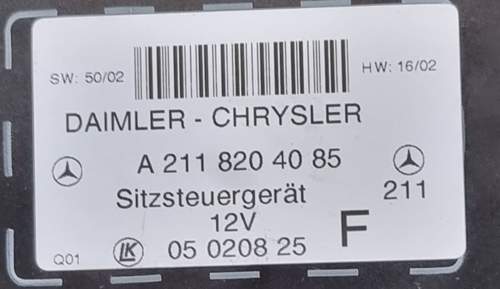 SW: 50/02 HW: 16/02
DAIMLER - CHRYSLER
A 211 820 40 85
Sitzsteuergerät 211
12V F
Q01 LK 05 0208 25